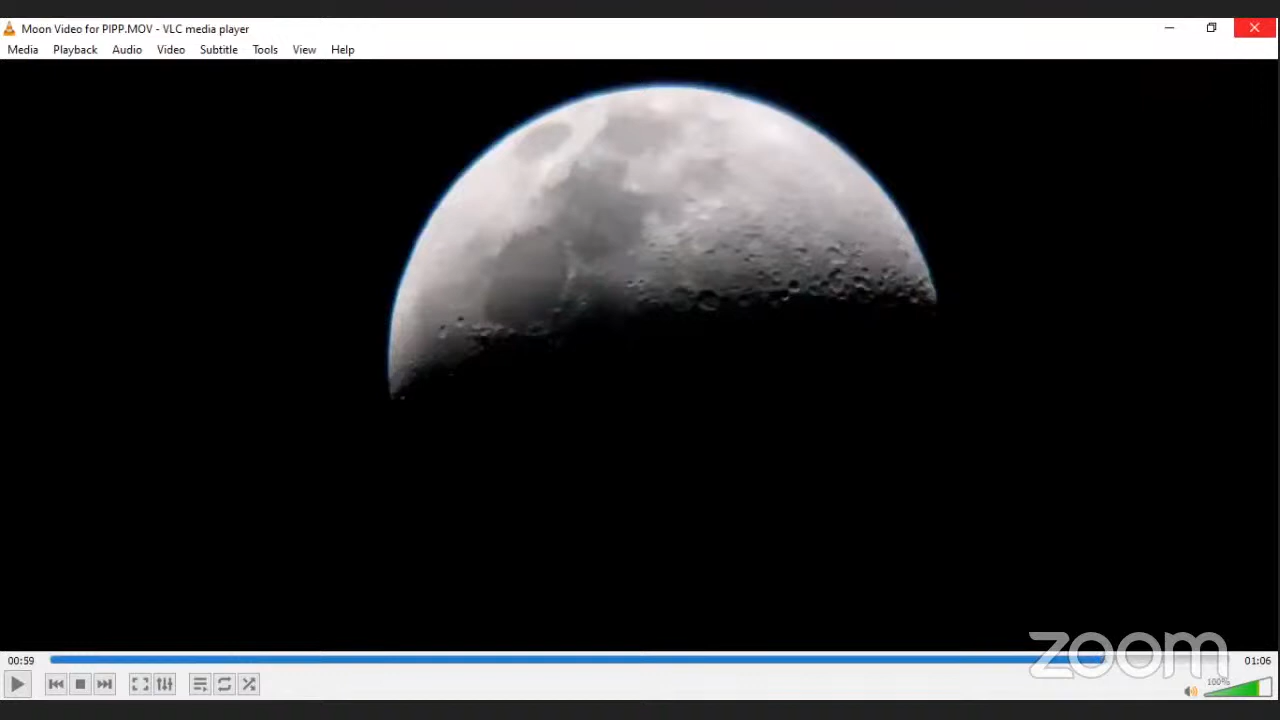 Moon Video for PIPP.MOV - VLC media player
Media Playback Audio Video Subtitle Tools View Help
00:59
01:06
zoom
100%